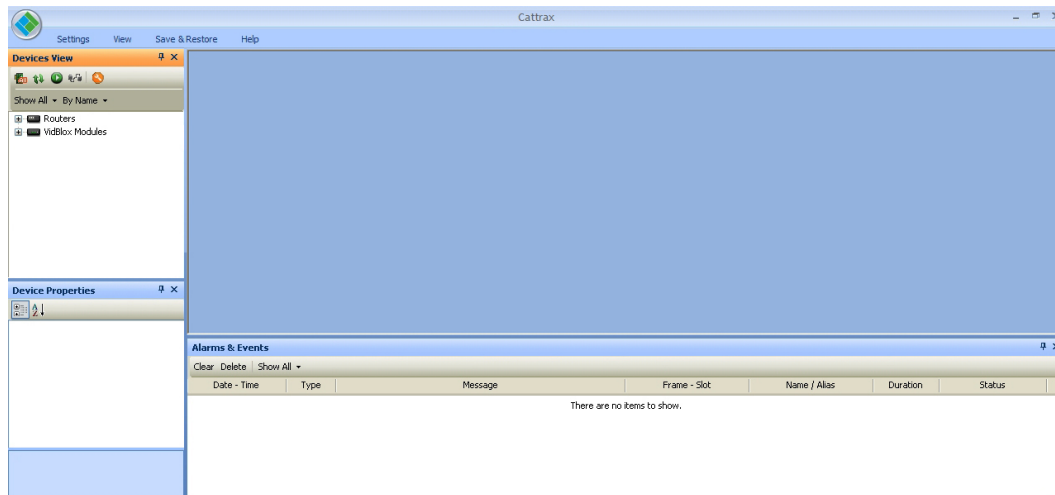 Cattrax
Settings View Save & Restore Help
Devices View
Show All By Name
Routers
VidBlox Modules
Device Properties
Alarms & Events
Clear Delete Show All
Date - Time Type Message Frame - Slot Name / Alias Duration Status
There are no items to show.